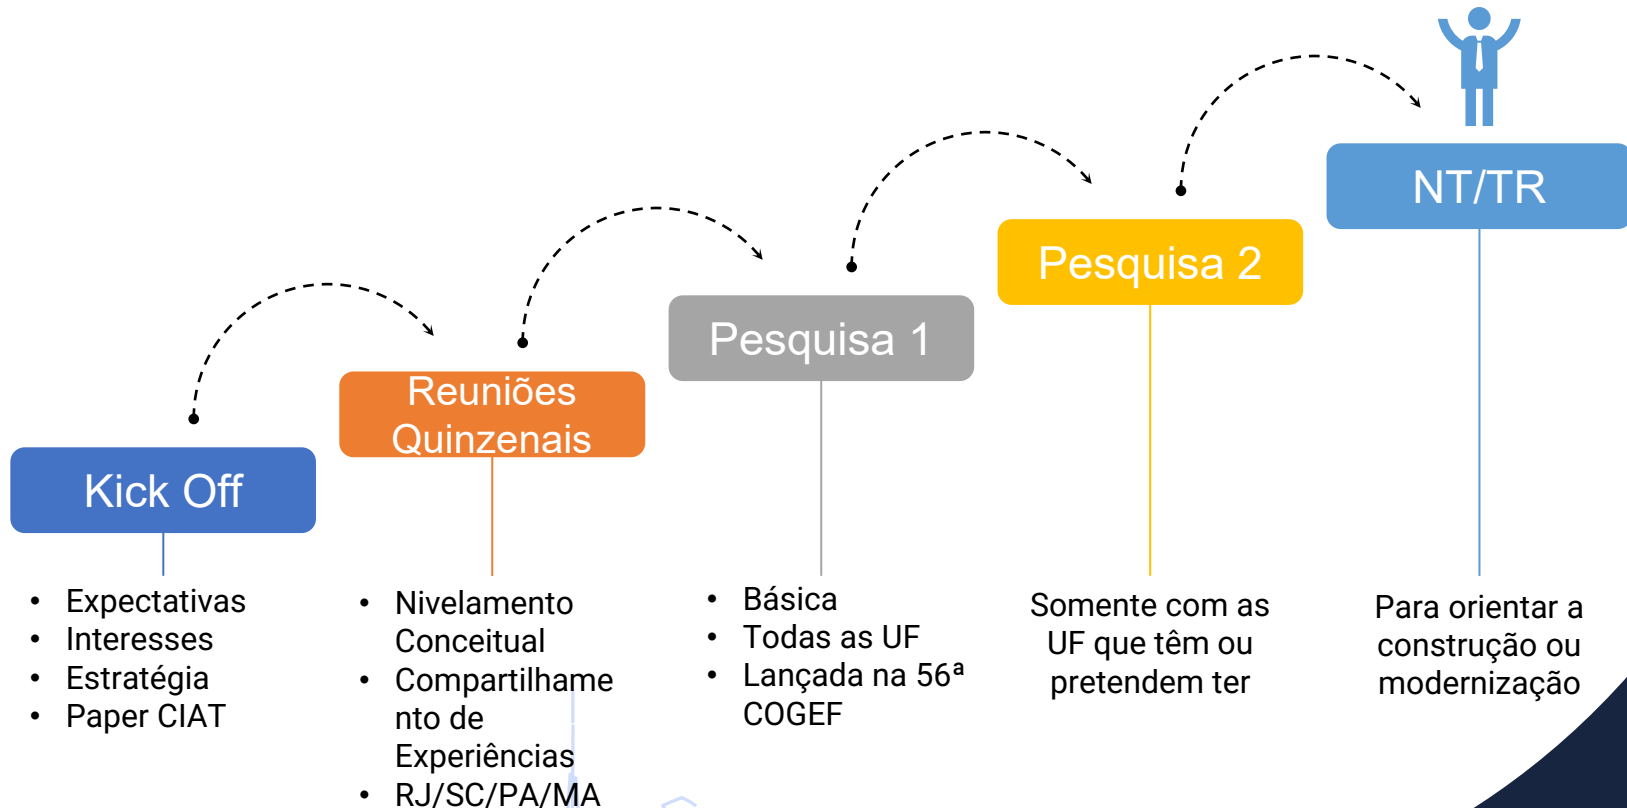 Kick Off
• Expectativas
• Interesses
• Estratégia
• Paper CIAT
Reuniões
Quinzenais
• Nivelamento
Conceitual
• Compartilhame
nto de
Experiências
• RJ/SC/PA/MA
Pesquisa 1
• Básica
• Todas as UF
• Lançada na 56ª
COGEF
Pesquisa 2
Somente com as
UF que têm ou
pretendem ter
NT/TR
Para orientar a
construção ou
modernização